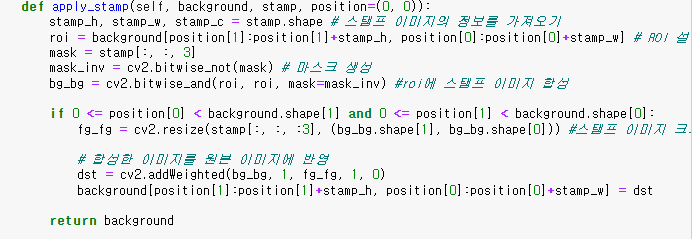 def apply_stamp(self, background, stamp, position=(0, 0)):
stamp_h, stamp_w, stamp_c = stamp.shape # 스탬프 이미지의 정보를 가져오기
roi = background[position[1]:position[1]+stamp_h, position[0]:position[0]+stamp_w] # ROI 설
mask = stamp[:, :, 3]
mask_inv = cv2.bitwise_not(mask) # 마스크 생성
bg_bg = cv2.bitwise_and(roi, roi, mask=mask_inv) #roi에 스탬프 이미지 합성
if 0 <= position[0] < background.shape[1] and 0 <= position[1] < background.shape[0]:
fg_fg = cv2.resize(stamp[:, :, :3], (bg_bg.shape[1], bg_bg.shape[0])) #스탬프 이미지 크
# 합성한 이미지를 원본 이미지에 반영
dst = cv2.addWeighted(bg_bg, 1, fg_fg, 1, 0)
background[position[1]:position[1]+stamp_h, position[0]:position[0]+stamp_w] = dst
return background